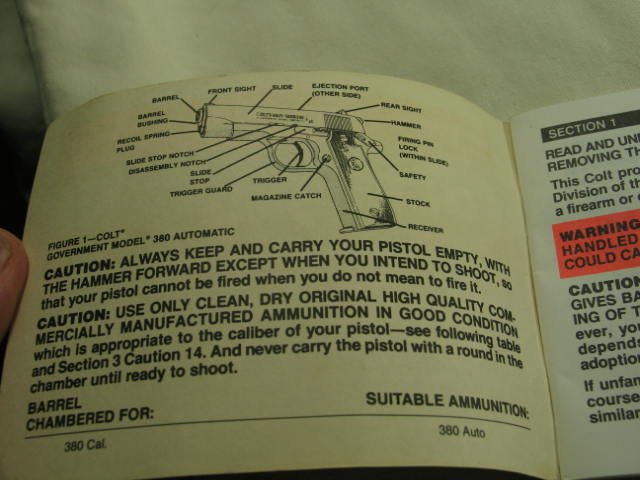 BARREL
FRONT SIGHT
SLIDE
EJECTION PORT
(OTHER SIDE)
REAR SIGHT
BARREL
BUSHING
HAMMER
RECOIL SPRING
PLUG
FIRING PIN
LOCK
(WITHIN SLIDE)
SLIDE STOP NOTCH
DISASSEMBLY NOTCH
SAFETY
SLIDE
STOP
TRIGGER
TRIGGER GUARD
MAGAZINE CATCH
STOCK
RECEIVER
FIGURE 1—COLT®
GOVERNMENT MODEL® 380 AUTOMATIC
CAUTION: ALWAYS KEEP AND CARRY YOUR PISTOL EMPTY, WITH
THE HAMMER FORWARD EXCEPT WHEN YOU INTEND TO SHOOT, so
that your pistol cannot be fired when you do not mean to fire it.
CAUTION: USE ONLY CLEAN, DRY ORIGINAL HIGH QUALITY COM-
MERCIALLY MANUFACTURED AMMUNITION IN GOOD CONDITION
which is appropriate to the caliber of your pistol—see following table
and Section 3 Caution 14. And never carry the pistol with a round in the
chamber until ready to shoot.
BARREL
CHAMBERED FOR:
SUITABLE AMMUNITION:
380 Cal.
380 Auto
SECTION 1
READ AND UN
REMOVING TH
This Colt pro
Division of th
a firearm or
WARNING
HANDLED
COULD CA
CAUTION
GIVES BA
ING OF T
ever, yo
depends
adoptio
If unfam
course
similar